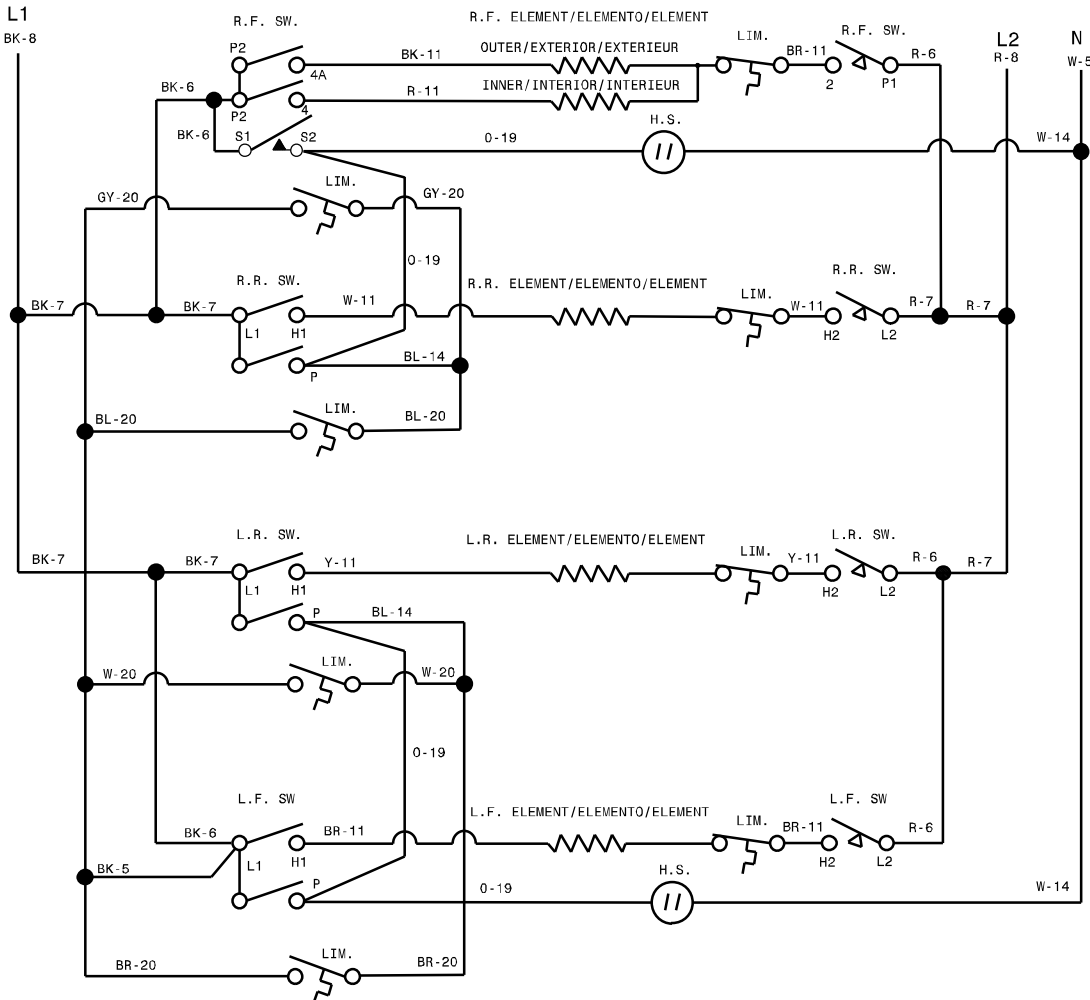 L1
BK-8
R.F. SW.
R.F. ELEMENT/ELEMENTO/ELEMENT
L2
R-8
N
W-5
P2
4A
BK-11
OUTER/EXTERIOR/EXTERIEUR
LIM.
BR-11
2
R.F. SW.
P1
R-6
BK-6
P2
4
R-11
INNER/INTERIOR/INTERIEUR
BK-6
S1
S2
O-19
H.S.
W-14
GY-20
LIM.
GY-20
O-19
R.R. SW.
R.R. ELEMENT/ELEMENTO/ELEMENT
R.R. SW.
BK-7
BK-7
L1
H1
W-11
LIM.
W-11
H2
L2
R-7
R-7
P
BL-14
BL-20
LIM.
BL-20
L.R. SW.
L.R. ELEMENT/ELEMENTO/ELEMENT
L.R. SW.
BK-7
BK-7
L1
H1
Y-11
LIM.
Y-11
H2
L2
R-6
R-7
P
BL-14
W-20
LIM.
W-20
O-19
L.F. SW
L.F. ELEMENT/ELEMENTO/ELEMENT
L.F. SW
BK-6
L1
H1
BR-11
LIM.
BR-11
H2
L2
R-6
BK-5
P
O-19
H.S.
W-14
BR-20
LIM.
BR-20